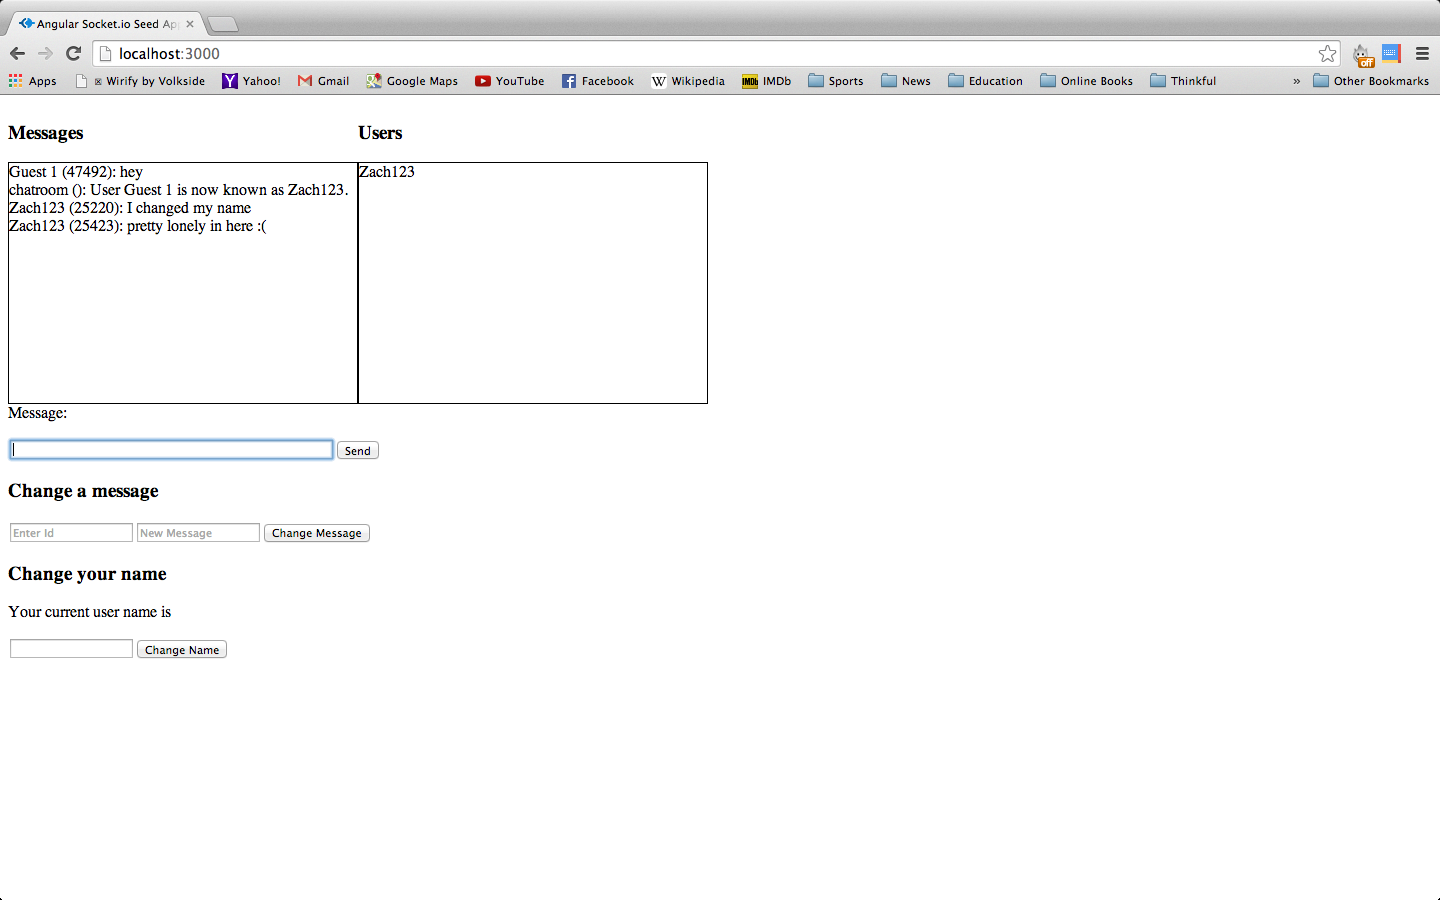 Angular Socket.io Seed Ap
localhost:3000
off
Apps Wirify by Volkside Yahoo! Gmail Google Maps YouTube Facebook Wikipedia IMDb IMDb Sports News Education Online Books Thinkful » Other Bookmarks
Messages Users
Guest 1 (47492): hey
chatroom (): User Guest 1 is now known as Zach123.
Zach123 (25220): I changed my name
Zach123 (25423): pretty lonely in here :(
Zach123
Message:
Send
Change a message
Enter Id New Message Change Message
Change your name
Your current user name is
Change Name